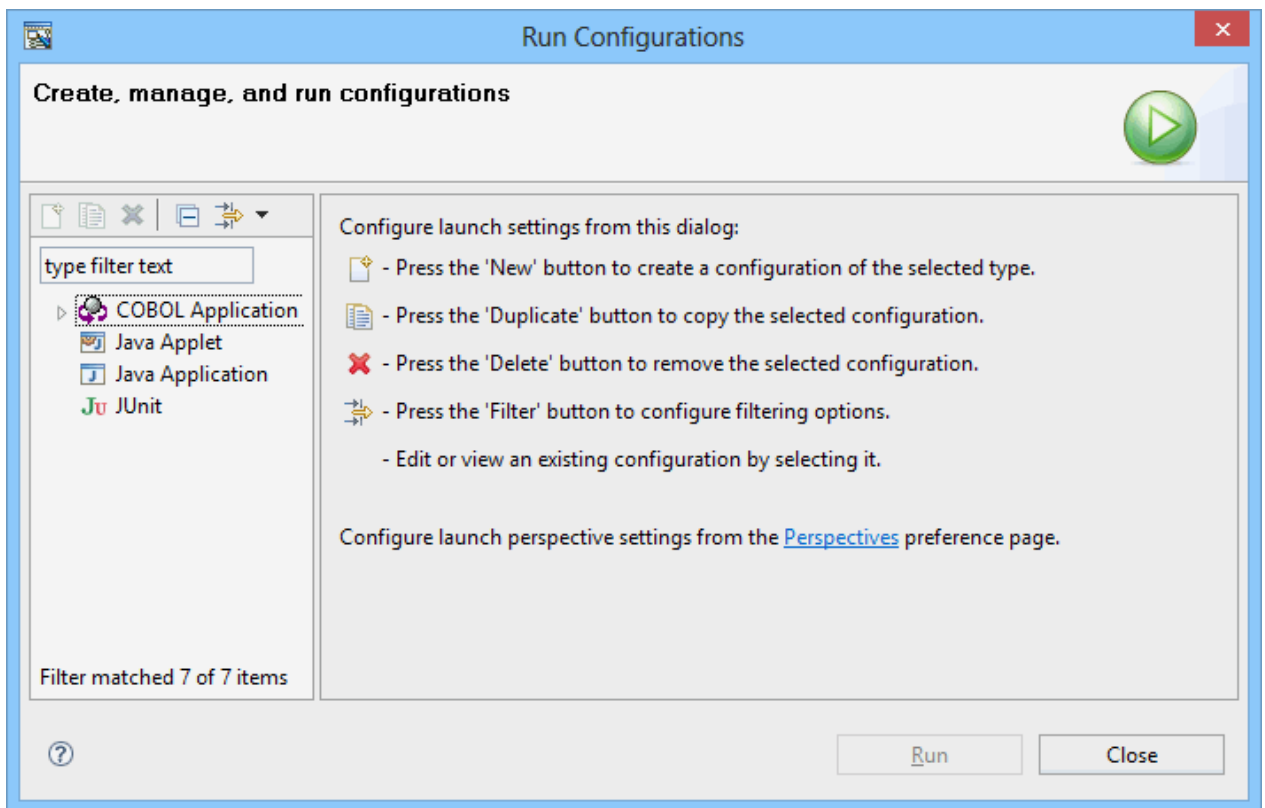 Run Configurations
Create, manage, and run configurations
type filter text
COBOL Application
Java Applet
Java Application
Ju JUnit
Filter matched 7 of 7 items
Configure launch settings from this dialog:
- Press the 'New' button to create a configuration of the selected type.
- Press the 'Duplicate' button to copy the selected configuration.
- Press the 'Delete' button to remove the selected configuration.
- Press the 'Filter' button to configure filtering options.
- Edit or view an existing configuration by selecting it.
Configure launch perspective settings from the Perspectives preference page.
Run
Close